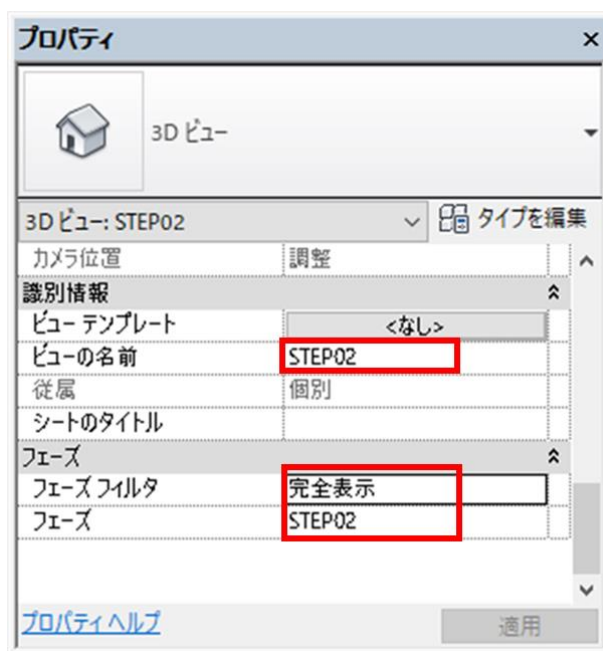 プロパティ
×
3D ビュー
3D ビュー: STEP02
タイプを編集
カメラ位置 調整
識別情報
ビュー テンプレート <なし>
ビューの名前 STEP02
従属 個別
シートのタイトル
フェーズ
フェーズ フィルタ 完全表示
フェーズ STEP02
プロパティ ヘルプ 適用